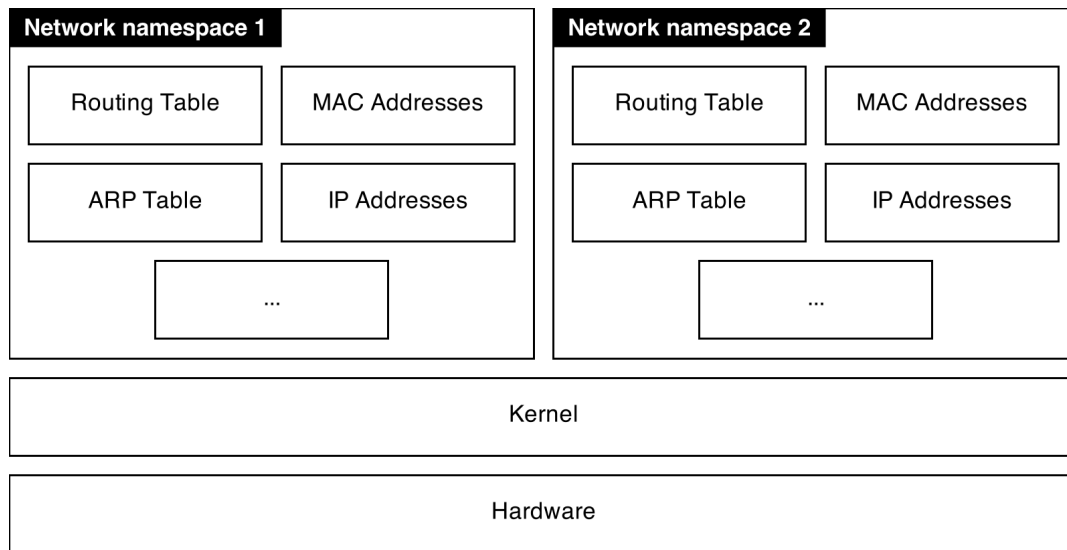 Network namespace 1
Routing Table
MAC Addresses
ARP Table
IP Addresses
...
Network namespace 2
Routing Table
MAC Addresses
ARP Table
IP Addresses
...
Kernel
Hardware